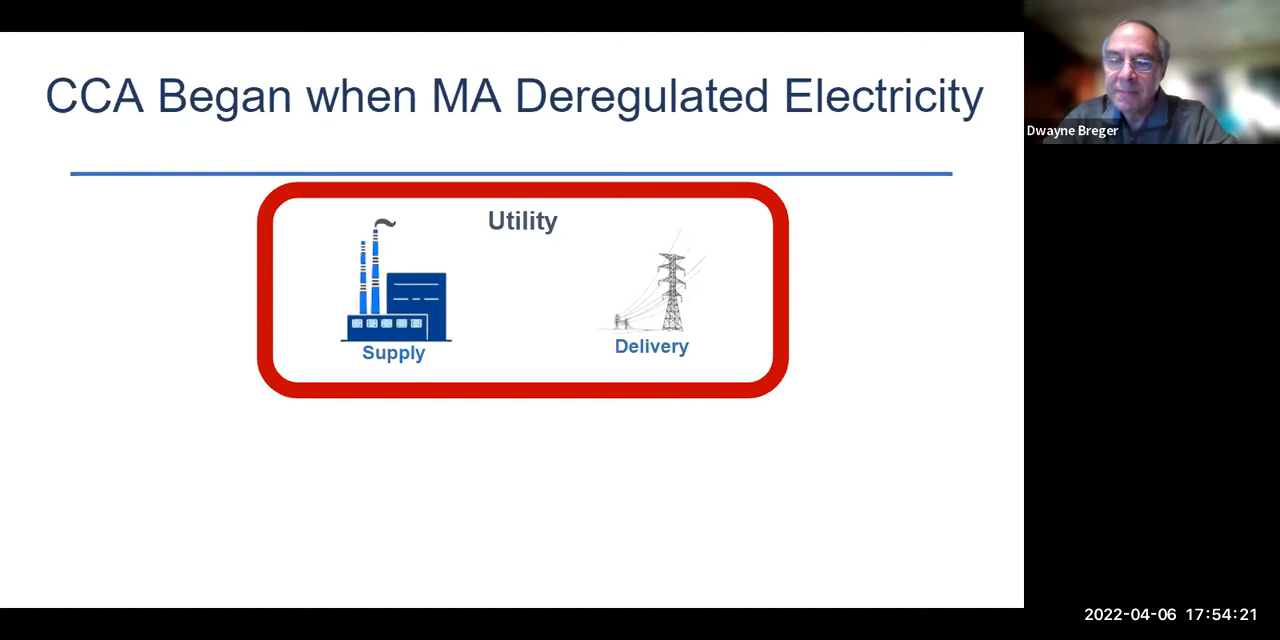 CCA Began when MA Deregulated Electricity
Utility
Supply
Delivery
Dwayne Breger
2022-04-06 17:54:21